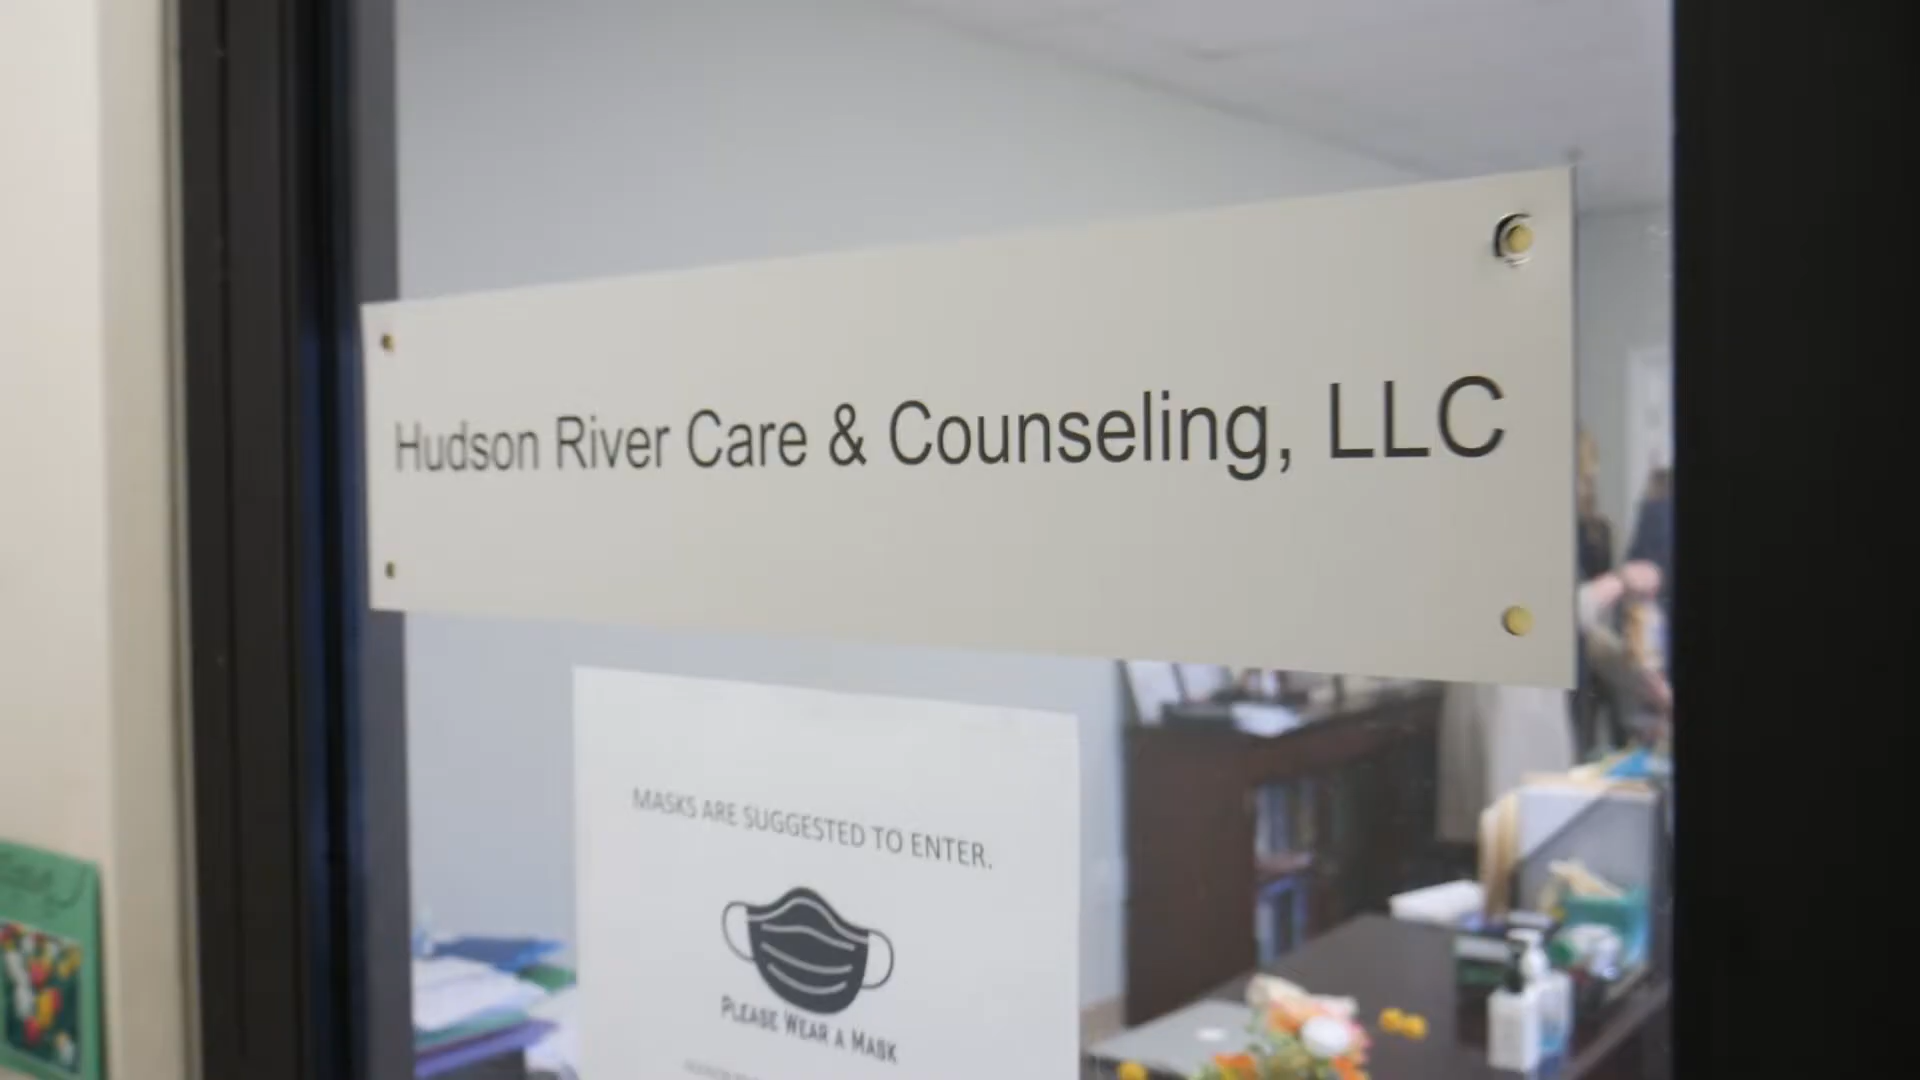 Hudson River Care & Counseling, LLC
MASKS ARE SUGGESTED TO ENTER.
PLEASE WEAR A MASK